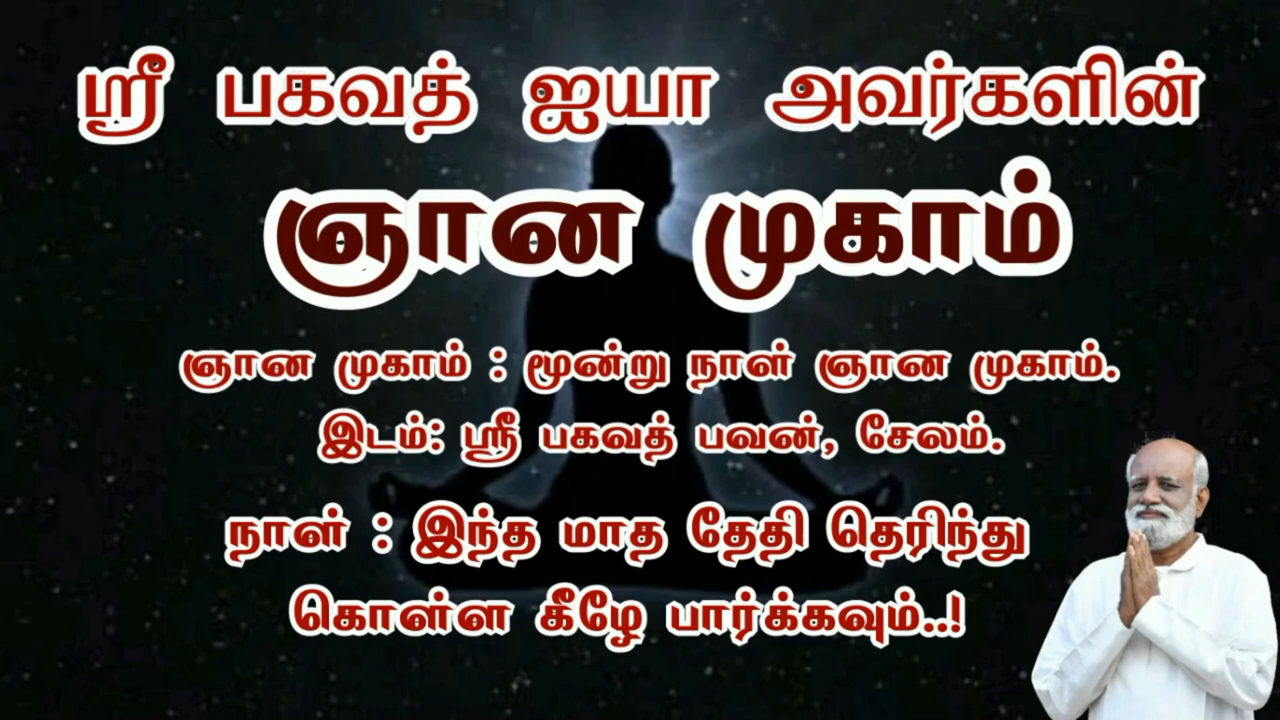 ஸ்ரீ பகவத் ஐயா அவர்களின்
ஞான முகாம்
ஞான முகாம் : மூன்று நாள் ஞான முகாம்.
இடம்: ஸ்ரீ பகவத் பவன், சேலம்.
நாள் : இந்த மாத தேதி தெரிந்து
கொள்ள கீழே பார்க்கவும்..!